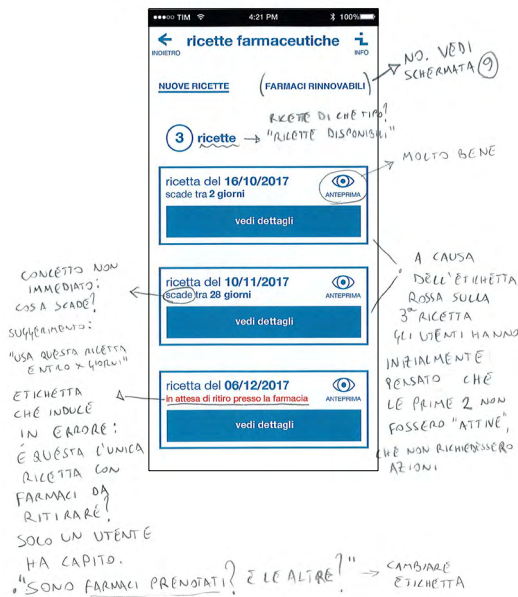 TIM 4:21 PM 100%
ricette farmaceutiche
INDIETRO
INFO
NUOVE RICETTE
(FARMACI RINNOVABILI)
NO. VEDI
SCHERMATA 9
RICETTE DI CHE TIPO?
"RICETTE DISPONIBILI"
3 ricette
MOLTO BENE
ricetta del 16/10/2017
scade tra 2 giorni
ANTEPRIMA
vedi dettagli
CONCETTO NON
IMMEDIATO:
COSA SCADE?
SUGGERIMENTO:
"USA QUESTA RICETTA
ENTRO X GIORNI"
ricetta del 10/11/2017
scade tra 28 giorni
ANTEPRIMA
vedi dettagli
A CAUSA
DELL'ETICHETTA
ROSSA SULLA
3ª RICETTA
GLI UTENTI HANNO
INIZIALMENTE
PENSATO CHE
LE PRIME 2 NON
FOSSERO "ATTIVE",
CHE NON RICHIEDESSERO
AZIONI
ricetta del 06/12/2017
in attesa di ritiro presso la farmacia
ANTEPRIMA
vedi dettagli
ETICHETTA
CHE INDUCE
IN ERRORE:
È QUESTA L'UNICA
RICETTA CON
FARMACI DA
RITIRARE?
SOLO UN UTENTE
HA CAPITO.
"SONO FARMACI PRENOTATI? E LE ALTRE?"
CAMBIARE
ETICHETTA